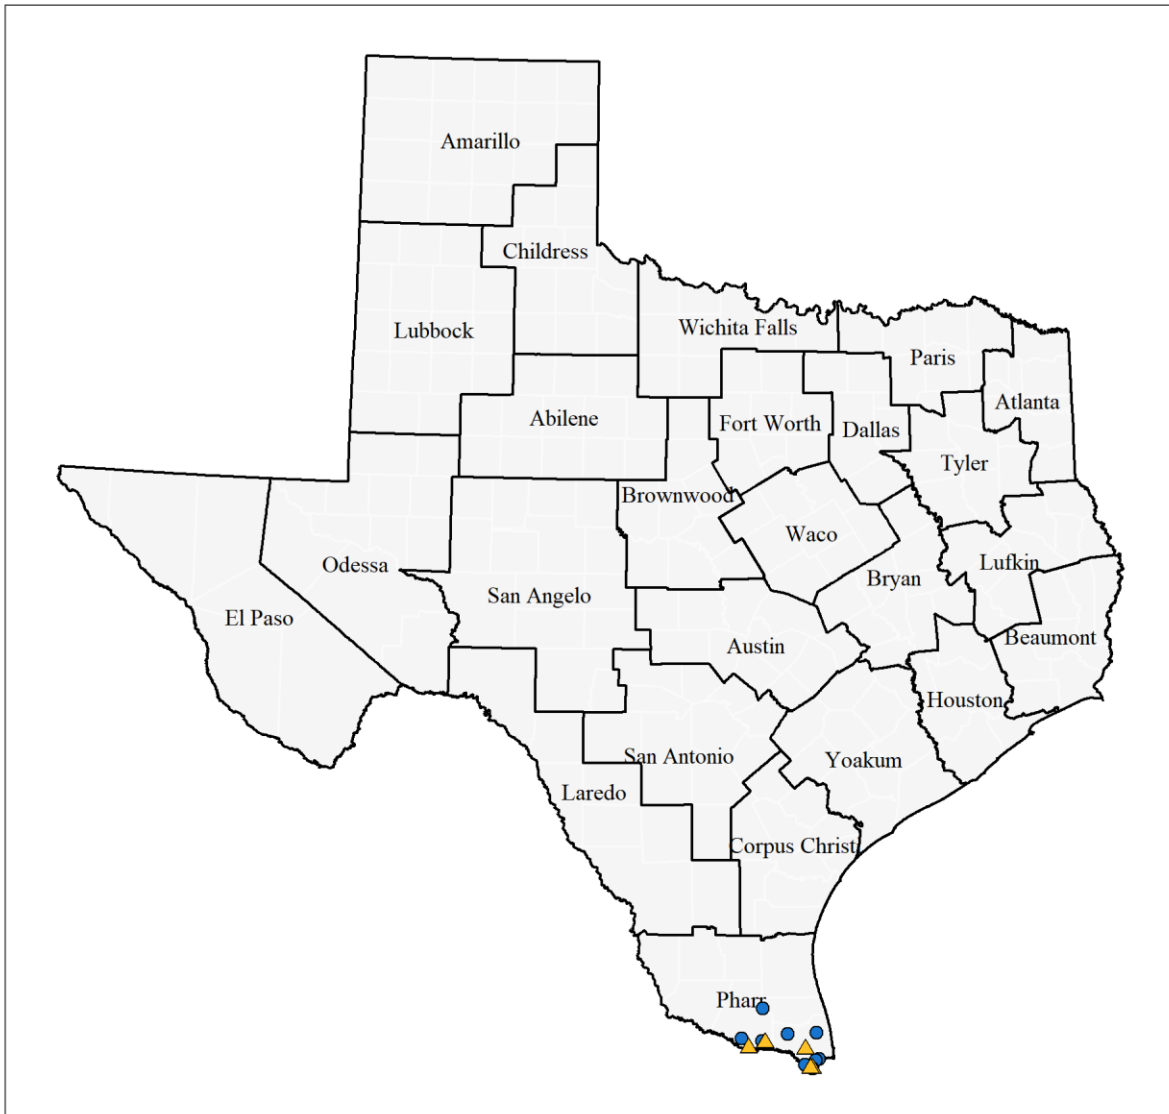 Amarillo
Childress
Lubbock
Wichita Falls
Paris
Atlanta
Abilene
Fort Worth
Dallas
Tyler
Brownwood
Waco
Odessa
Lufkin
Bryan
San Angelo
El Paso
Austin
Beaumont
Houston
San Antonio
Yoakum
Laredo
Corpus Christ
Pharr